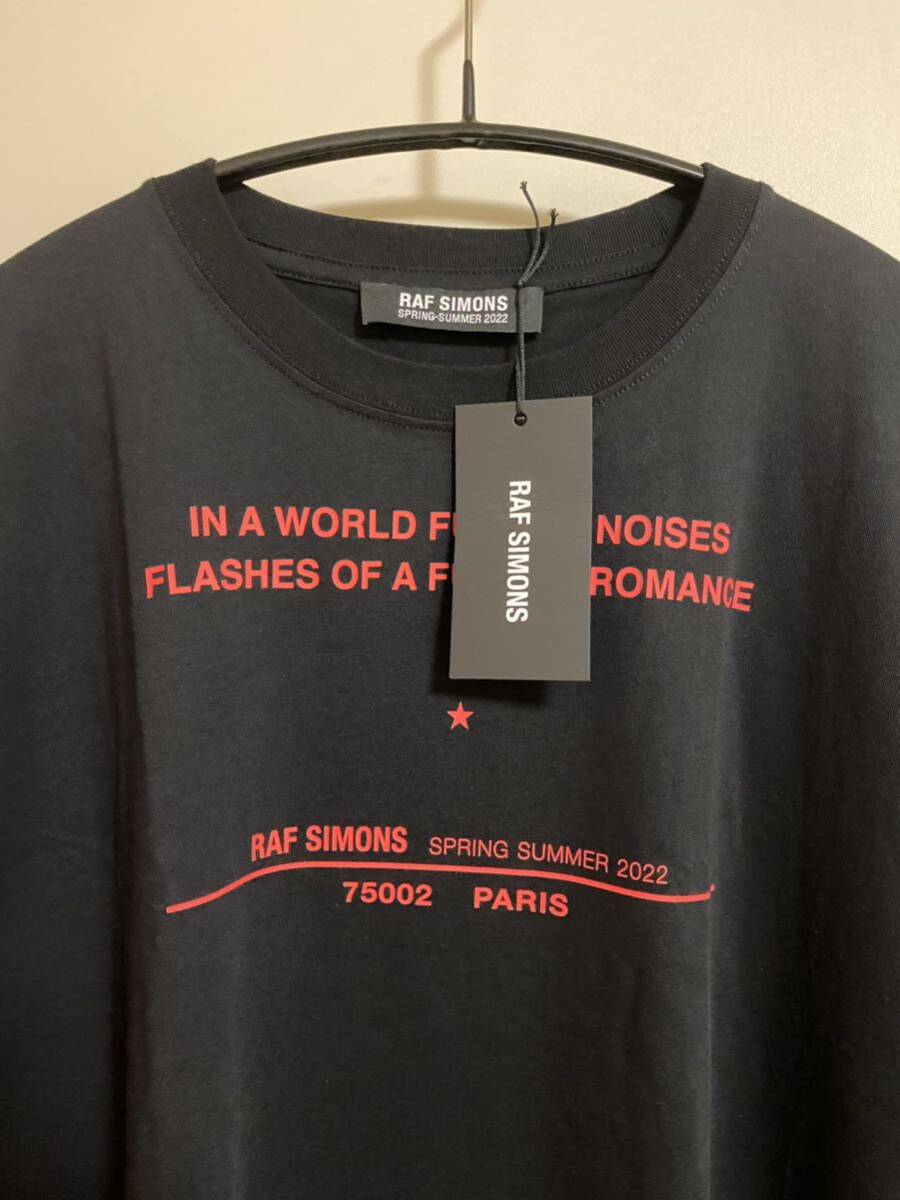 RAF SIMONS
SPRING-SUMMER 2022
RAF SIMONS
IN A WORLD NOISES
FLASHES OF A ROMANCE
RAF SIMONS SPRING SUMMER 2022
75002 PARIS